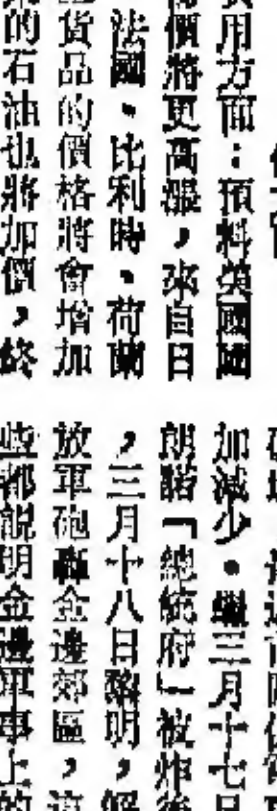 用方面：預料英國國
價將更高漲，來自日
法國、比利時、荷蘭
貨品的價格將會增加
的石油也將加價，終
加減少。繼三月十七日
朗諾「總統府」被炸後
，三月十八日黎明，解
放軍砲轟金邊郊區，這
些都說明金邊軍事上的